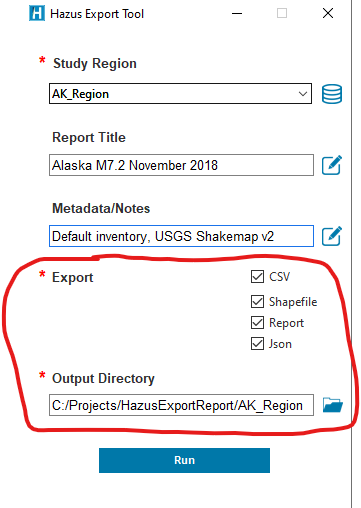 H Hazus Export Tool
* Study Region
AK_Region
Report Title
Alaska M7.2 November 2018
Metadata/Notes
Default inventory, USGS Shakemap v2
* Export
CSV
Shapefile
Report
Json
* Output Directory
C:/Projects/HazusExportReport/AK_Region
Run